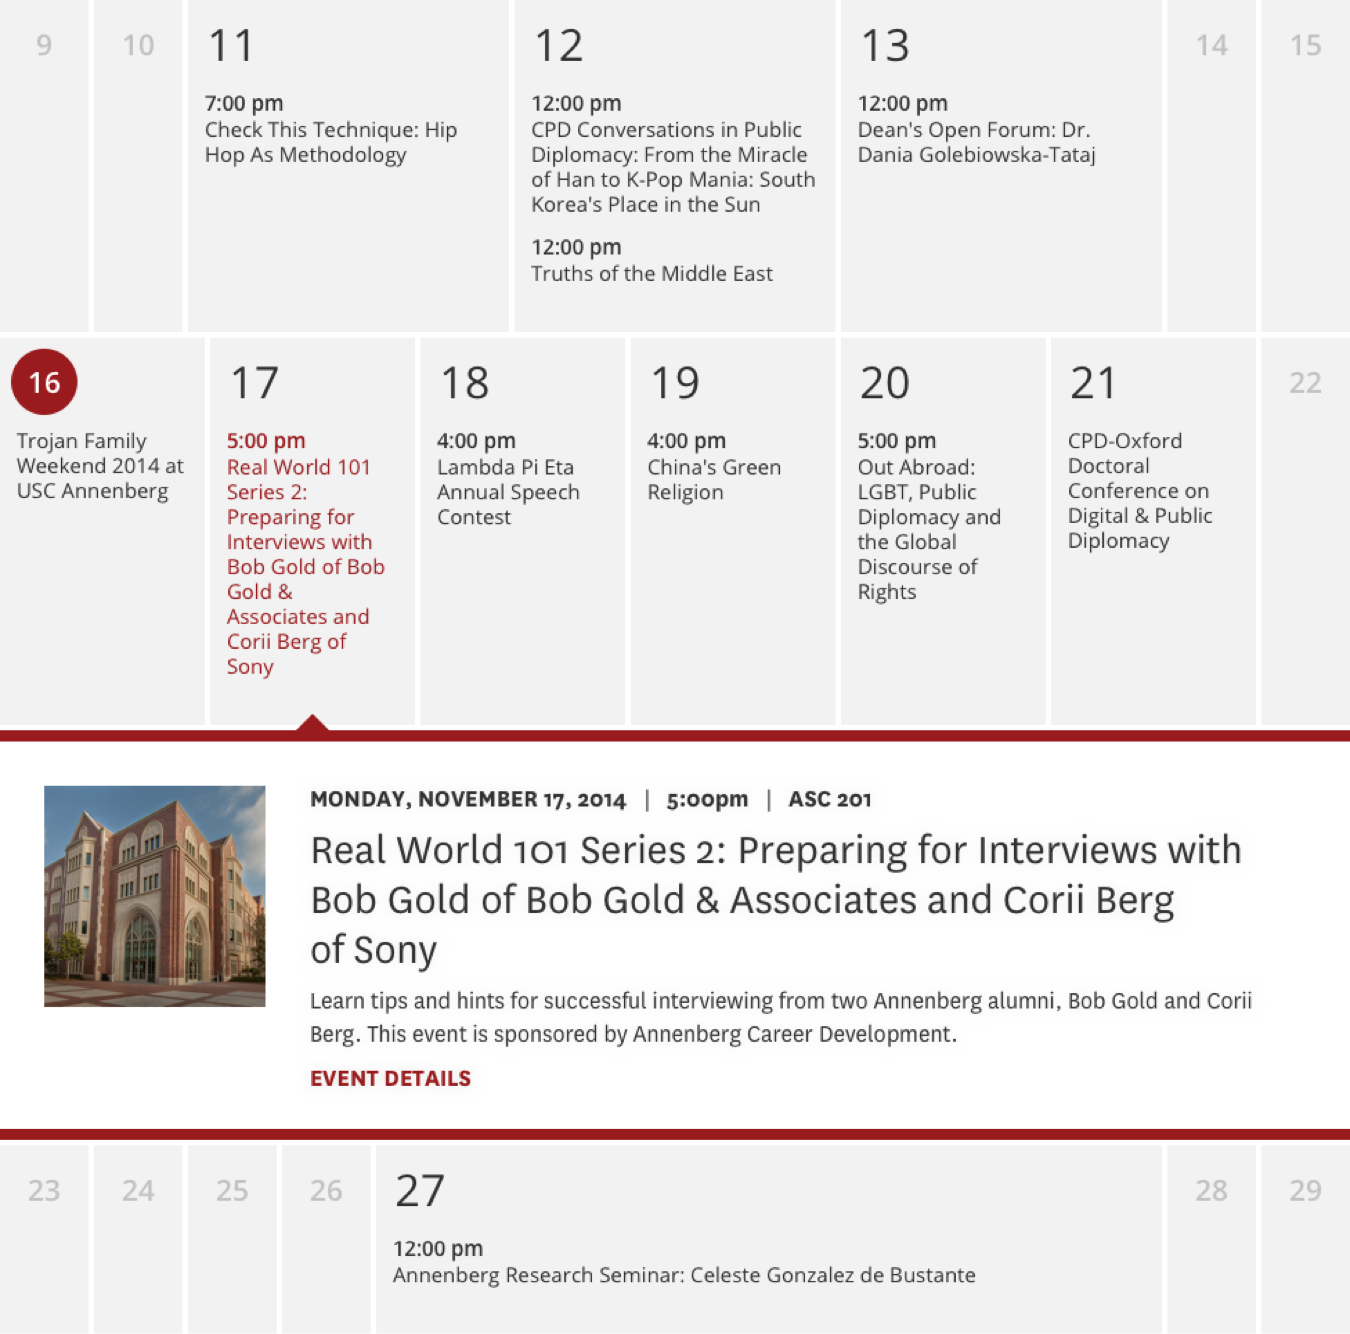 9
10
11
7:00 pm
Check This Technique: Hip
Hop As Methodology
12
12:00 pm
CPD Conversations in Public
Diplomacy: From the Miracle
of Han to K-Pop Mania: South
Korea's Place in the Sun
12:00 pm
Truths of the Middle East
13
12:00 pm
Dean's Open Forum: Dr.
Dania Golebiowska-Tataj
14
15
16
Trojan Family
Weekend 2014 at
USC Annenberg
17
5:00 pm
Real World 101
Series 2:
Preparing for
Interviews with
Bob Gold of Bob
Gold &
Associates and
Corii Berg of
Sony
18
4:00 pm
Lambda Pi Eta
Annual Speech
Contest
19
4:00 pm
China's Green
Religion
20
5:00 pm
Out Abroad:
LGBT, Public
Diplomacy and
the Global
Discourse of
Rights
21
CPD-Oxford
Doctoral
Conference on
Digital & Public
Diplomacy
22
MONDAY, NOVEMBER 17, 2014 | 5:00pm | ASC 201
Real World 101 Series 2: Preparing for Interviews with
Bob Gold of Bob Gold & Associates and Corii Berg
of Sony
Learn tips and hints for successful interviewing from two Annenberg alumni, Bob Gold and Corii
Berg. This event is sponsored by Annenberg Career Development.
EVENT DETAILS
23
24
25
26
27
12:00 pm
Annenberg Research Seminar: Celeste Gonzalez de Bustante
28
29